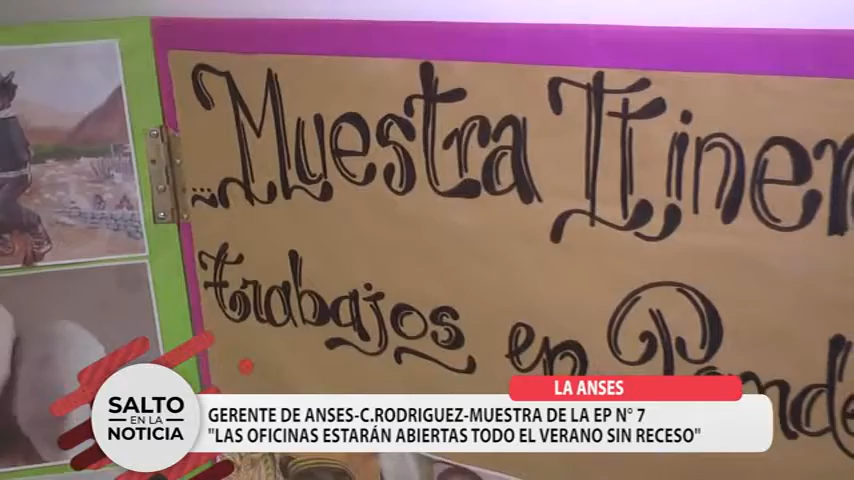 Muestra Itiner
trabajos en
LA ANSES
SALTO
EN LA
NOTICIA
GERENTE DE ANSES-C.RODRIGUEZ-MUESTRA DE LA EP N° 7
"LAS OFICINAS ESTARÁN ABIERTAS TODO EL VERANO SIN RECESO"